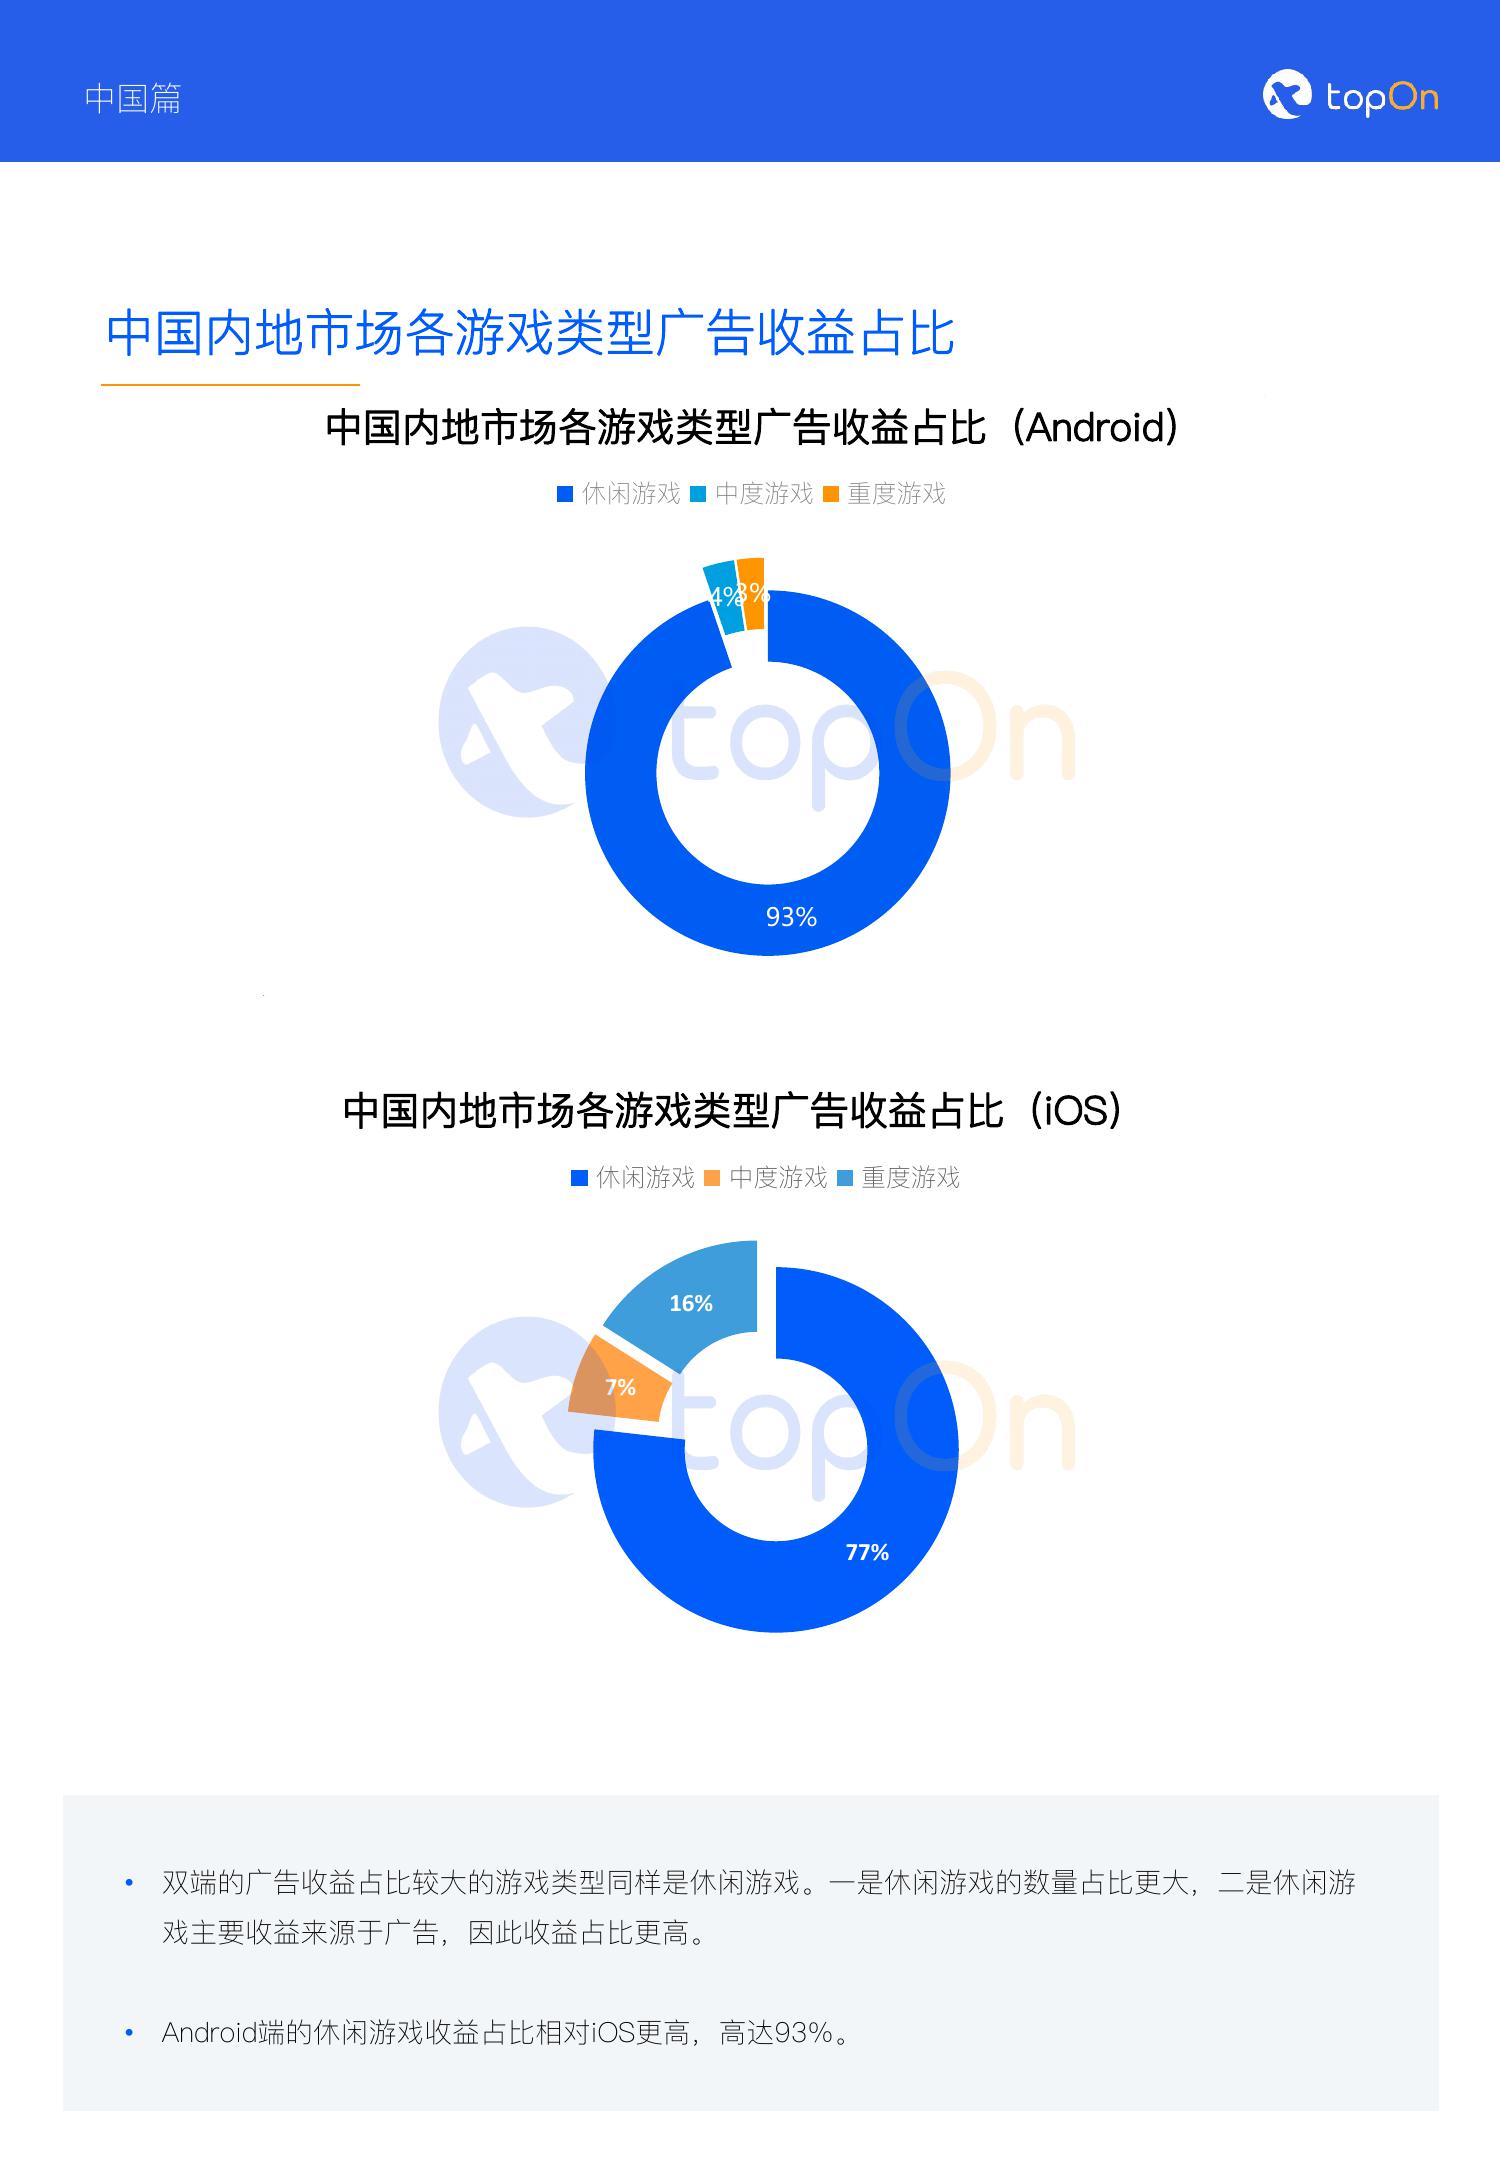 中国篇
topOn
中国内地市场各游戏类型广告收益占比
中国内地市场各游戏类型广告收益占比（Android）
休闲游戏 中度游戏 重度游戏
4% 3%
topOn
93%
中国内地市场各游戏类型广告收益占比（iOS）
休闲游戏 中度游戏 重度游戏
16%
7%
topOn
77%
• 双端的广告收益占比较大的游戏类型同样是休闲游戏。一是休闲游戏的数量占比更大，二是休闲游
戏主要收益来源于广告，因此收益占比更高。
• Android端的休闲游戏收益占比相对iOS更高，高达93%。